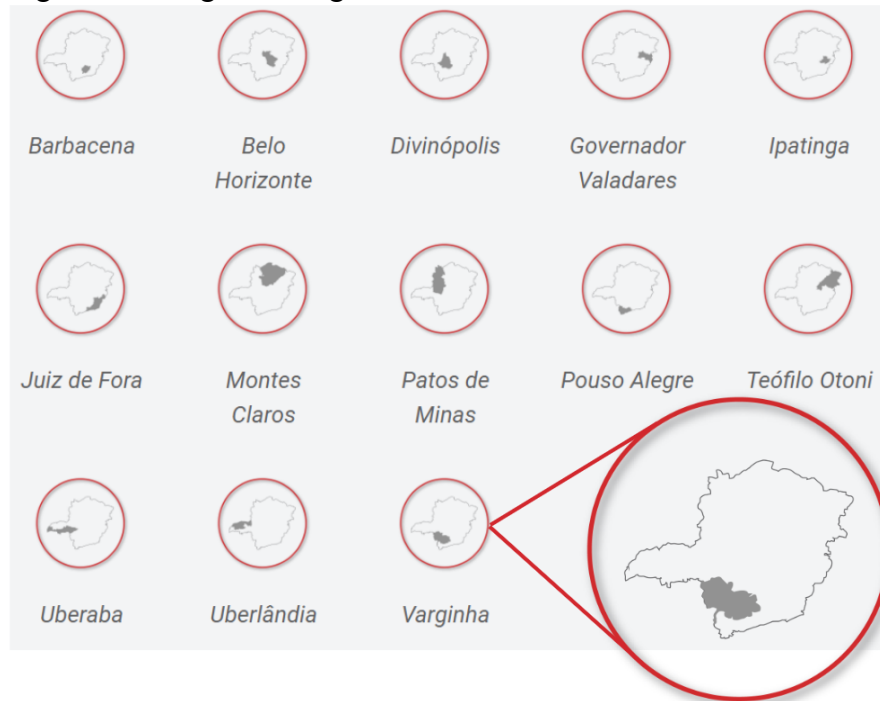 Barbacena
Belo
Horizonte
Divinópolis
Governador
Valadares
Ipatinga
Juiz de Fora
Montes
Claros
Patos de
Minas
Pouso Alegre
Teófilo Otoni
Uberaba
Uberlândia
Varginha